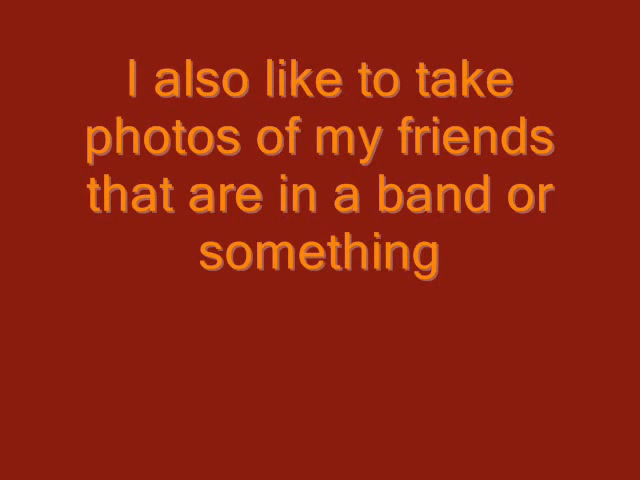 I also like to take
photos of my friends
that are in a band or
something